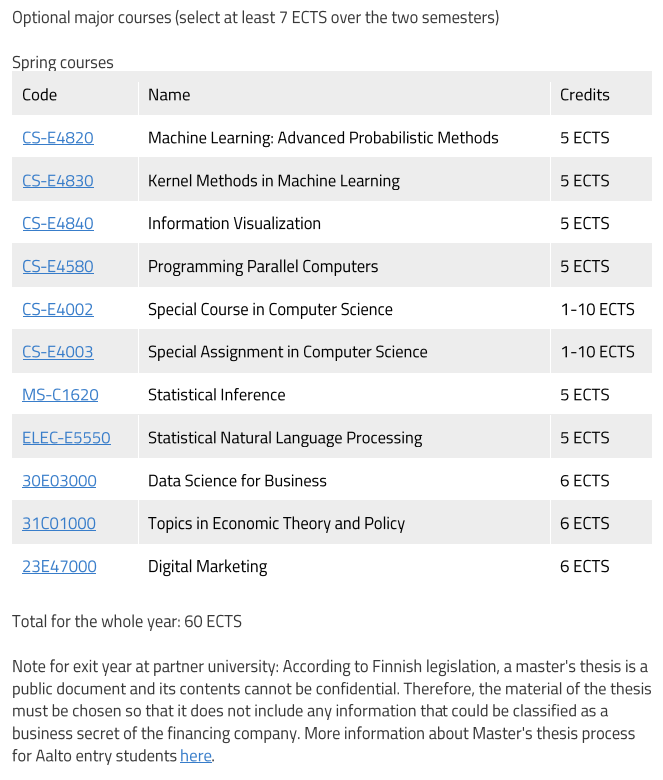 Optional major courses (select at least 7 ECTS over the two semesters)
Spring courses
Code Name Credits
CS-E4820 Machine Learning: Advanced Probabilistic Methods 5 ECTS
CS-E4830 Kernel Methods in Machine Learning 5 ECTS
CS-E4840 Information Visualization 5 ECTS
CS-E4580 Programming Parallel Computers 5 ECTS
CS-E4002 Special Course in Computer Science 1-10 ECTS
CS-E4003 Special Assignment in Computer Science 1-10 ECTS
MS-C1620 Statistical Inference 5 ECTS
ELEC-E5550 Statistical Natural Language Processing 5 ECTS
30E03000 Data Science for Business 6 ECTS
31C01000 Topics in Economic Theory and Policy 6 ECTS
23E47000 Digital Marketing 6 ECTS
Total for the whole year: 60 ECTS
Note for exit year at partner university: According to Finnish legislation, a master's thesis is a
public document and its contents cannot be confidential. Therefore, the material of the thesis
must be chosen so that it does not include any information that could be classified as a
business secret of the financing company. More information about Master's thesis process
for Aalto entry students here.